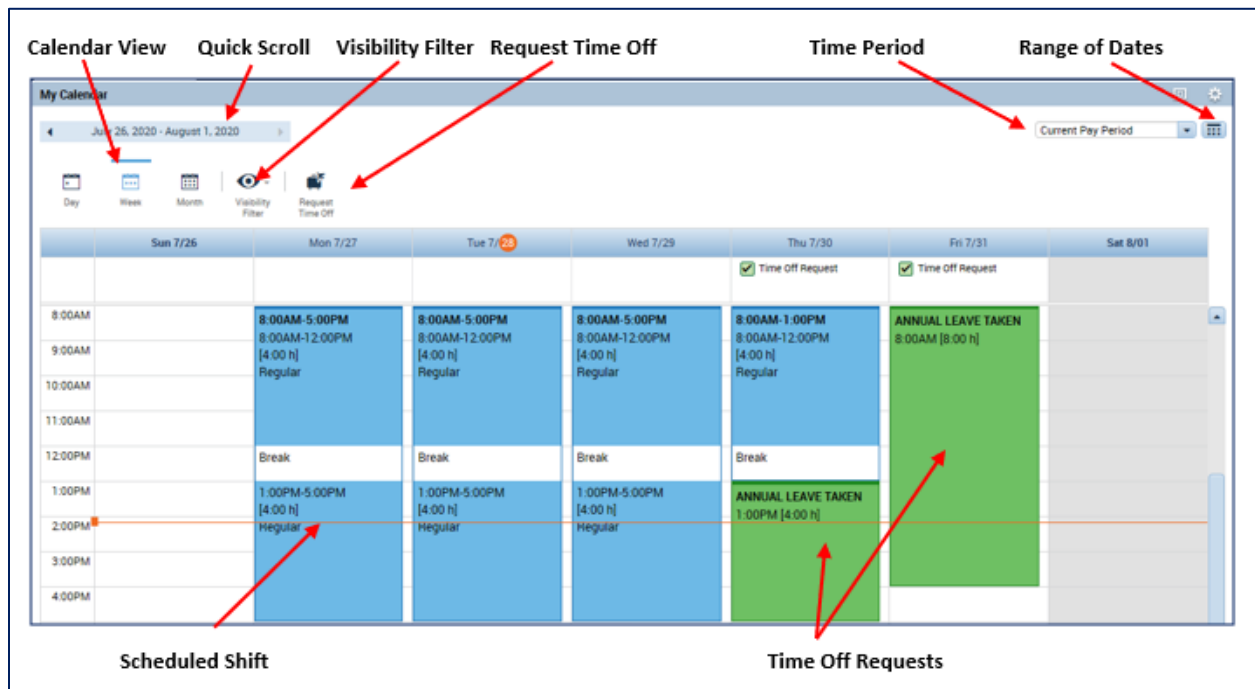 Calendar View Quick Scroll Visibility Filter Request Time Off Time Period Range of Dates
My Calendar
July 26, 2020 - August 1, 2020 Current Pay Period
Day Week Month Visibility Filter Request Time Off
Sun 7/26 Mon 7/27 Tue 7/28 Wed 7/29 Thu 7/30 Fri 7/31 Sat 8/01
Time Off Request Time Off Request
8:00AM
9:00AM
10:00AM
11:00AM
12:00PM
1:00PM
2:00PM
3:00PM
4:00PM
8:00AM-5:00PM
8:00AM-12:00PM
[4:00 h]
Regular
Break
1:00PM-5:00PM
[4:00 h]
Regular
8:00AM-5:00PM
8:00AM-12:00PM
[4:00 h]
Regular
Break
1:00PM-5:00PM
[4:00 h]
Regular
8:00AM-5:00PM
8:00AM-12:00PM
[4:00 h]
Regular
Break
1:00PM-5:00PM
[4:00 h]
Regular
8:00AM-1:00PM
8:00AM-12:00PM
[4:00 h]
Regular
Break
ANNUAL LEAVE TAKEN
1:00PM [4:00 h]
ANNUAL LEAVE TAKEN
8:00AM [8:00 h]
Scheduled Shift Time Off Requests